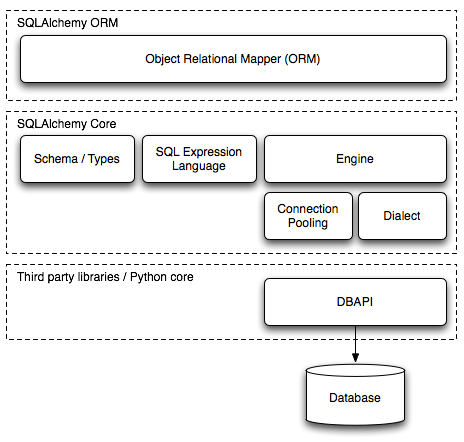 SQLAlchemy ORM
Object Relational Mapper (ORM)
SQLAlchemy Core
Schema / Types
SQL Expression
Language
Engine
Connection
Pooling
Dialect
Third party libraries / Python core
DBAPI
Database